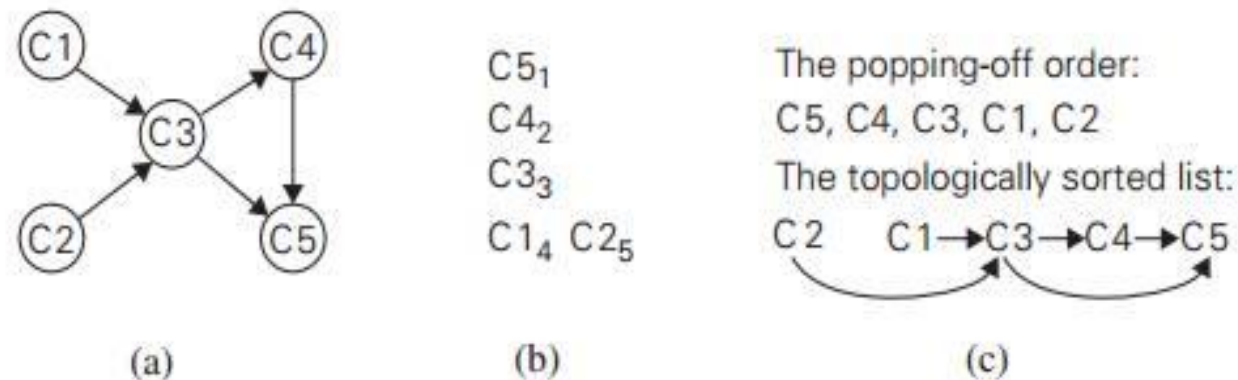 C1
C4
C3
C2
C5
C5₁
C4₂
C3₃
C1₄ C2₅
The popping-off order:
C5, C4, C3, C1, C2
The topologically sorted list:
C2 C1→C3→C4→C5
(a)
(b)
(c)